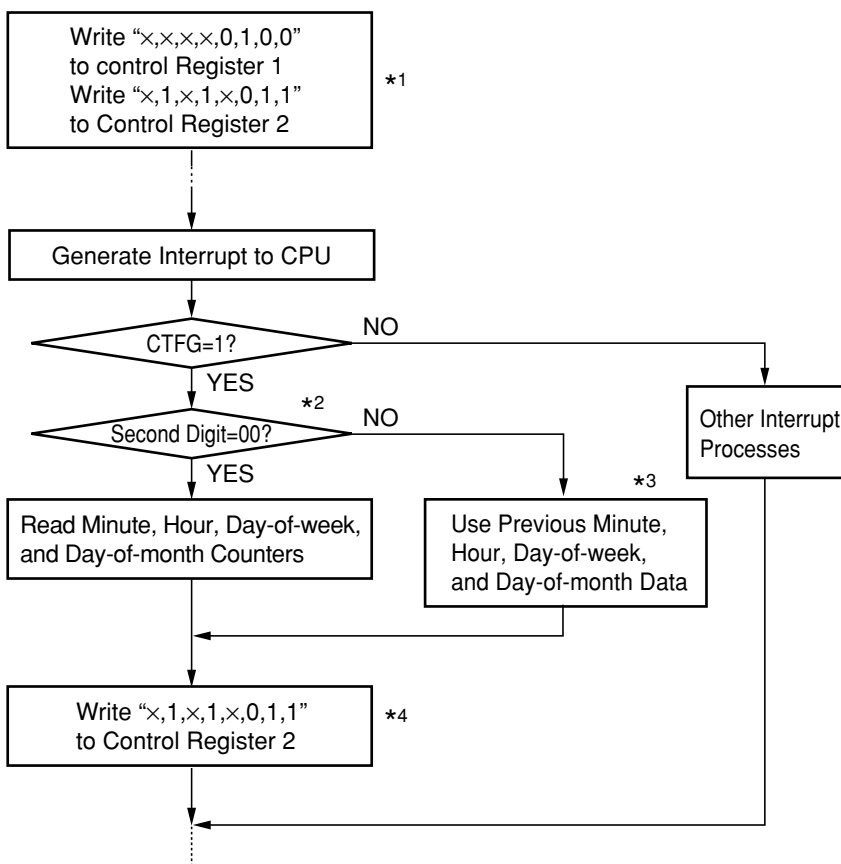 Write “×,×,×,×,0,1,0,0”
to control Register 1
Write “×,1,×,1,×,0,1,1”
to Control Register 2
*1
Generate Interrupt to CPU
CTFG=1?
NO
YES
*2
Second Digit=00?
NO
YES
Other Interrupt
Processes
*3
Read Minute, Hour, Day-of-week,
and Day-of-month Counters
Use Previous Minute,
Hour, Day-of-week,
and Day-of-month Data
Write “×,1,×,1,×,0,1,1”
to Control Register 2
*4